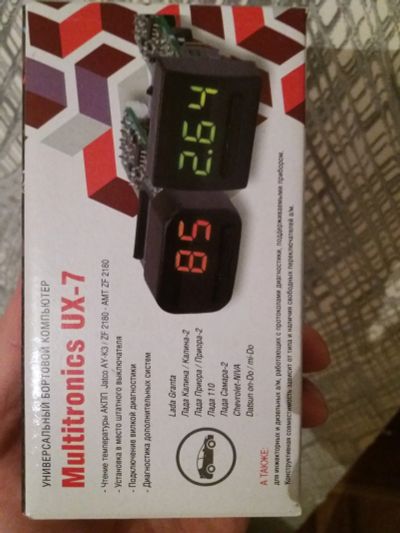 УНИВЕРСАЛЬНЫЙ БОРТОВОЙ КОМПЬЮТЕР
Multitronics UX-7
- Чтение температуры АКПП Jatco AY-K3 / ZF 2180 - AMT ZF 2180
- Установка в место штатного выключателя
- Подключение вилкой диагностики
- Диагностика дополнительных систем
2.64
85
Lada Granta
Лада Калина / Калина-2
Лада Приора / Приора-2
Лада 110
Лада Самара-2
Chevrolet-NIVA
Datsun on-Do / mi-Do
А ТАКЖЕ:
для инжекторных и дизельных а/м, работающих с протоколами диагностики, поддерживаемыми прибором.
Конструктивная совместимость зависит от типа и наличия свободных переключателей а/м.